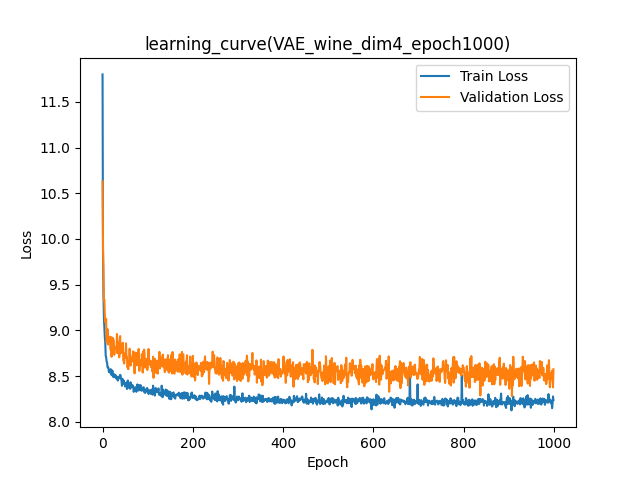 learning_curve(VAE_wine_dim4_epoch1000)
Train Loss
Validation Loss
11.5
11.0
10.5
10.0
9.5
9.0
8.5
8.0
Loss
0
200
400
600
800
1000
Epoch